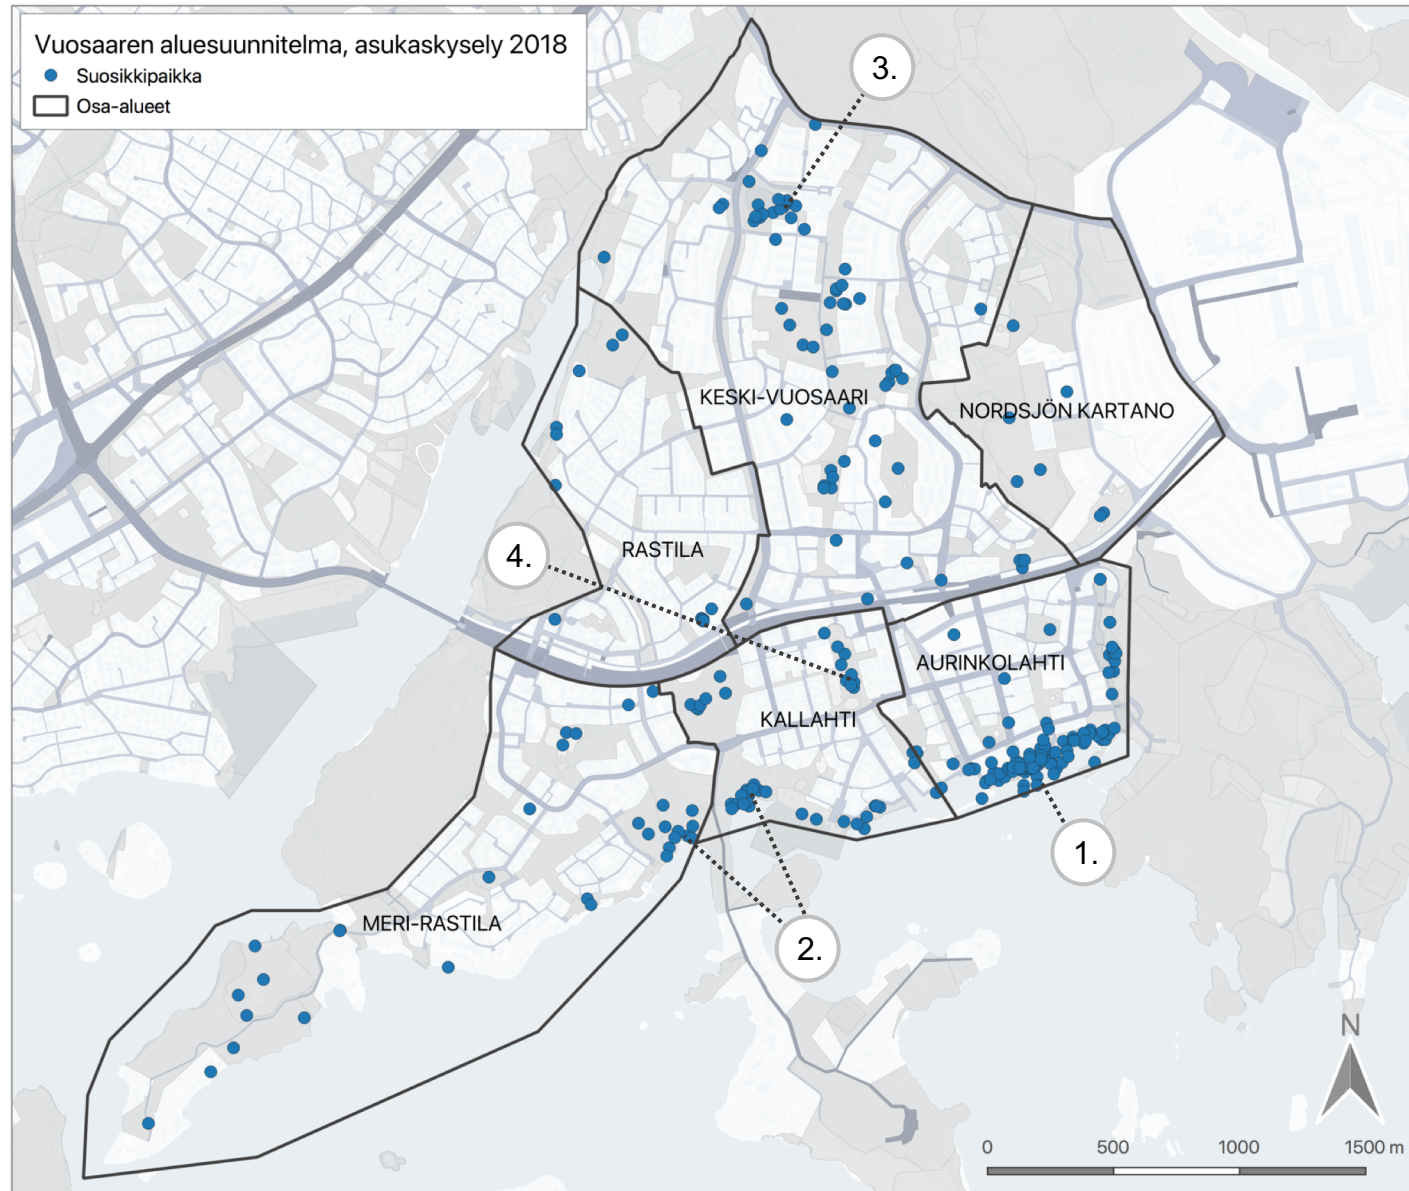 Vuosaaren aluesuunnitelma, asukaskysely 2018
Suosikkipaikka
Osa-alueet
3.
KESKI-VUOSAARI
NORDSJÖN KARTANO
4.
RASTILA
AURINKOLAHTI
KALLAHTI
1.
MERI-RASTILA
2.
N
0 500 1000 1500 m